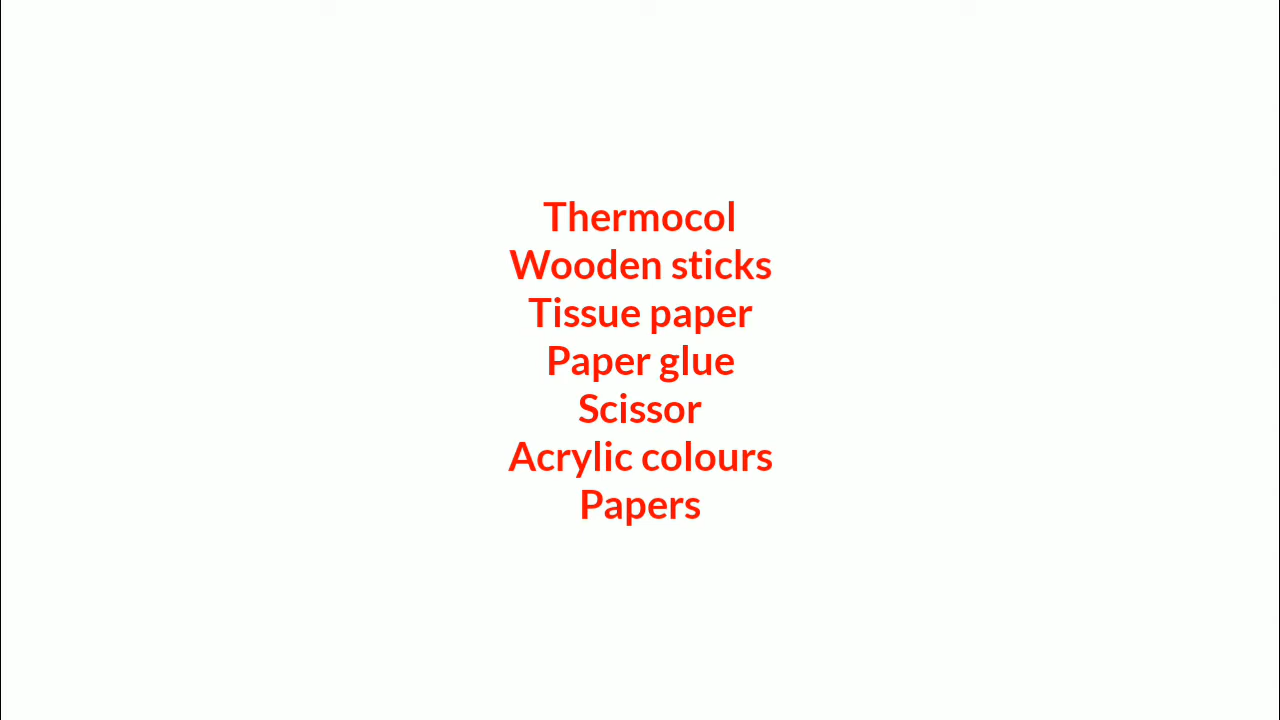 Thermocol
Wooden sticks
Tissue paper
Paper glue
Scissor
Acrylic colours
Papers